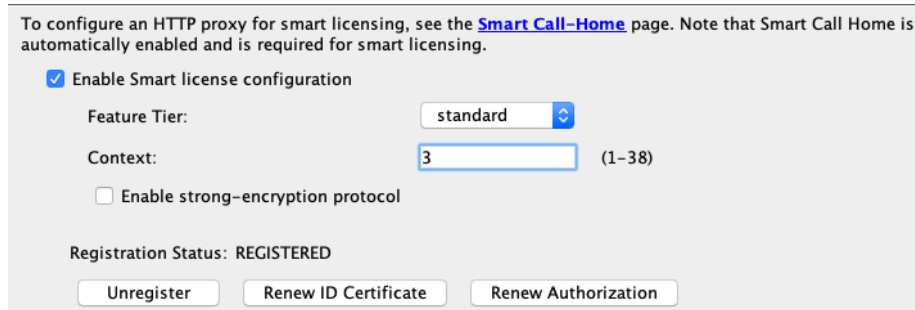 To configure an HTTP proxy for smart licensing, see the Smart Call-Home page. Note that Smart Call Home is
automatically enabled and is required for smart licensing.
Enable Smart license configuration
Feature Tier: standard
Context: 3 (1-38)
Enable strong-encryption protocol
Registration Status: REGISTERED
Unregister Renew ID Certificate Renew Authorization